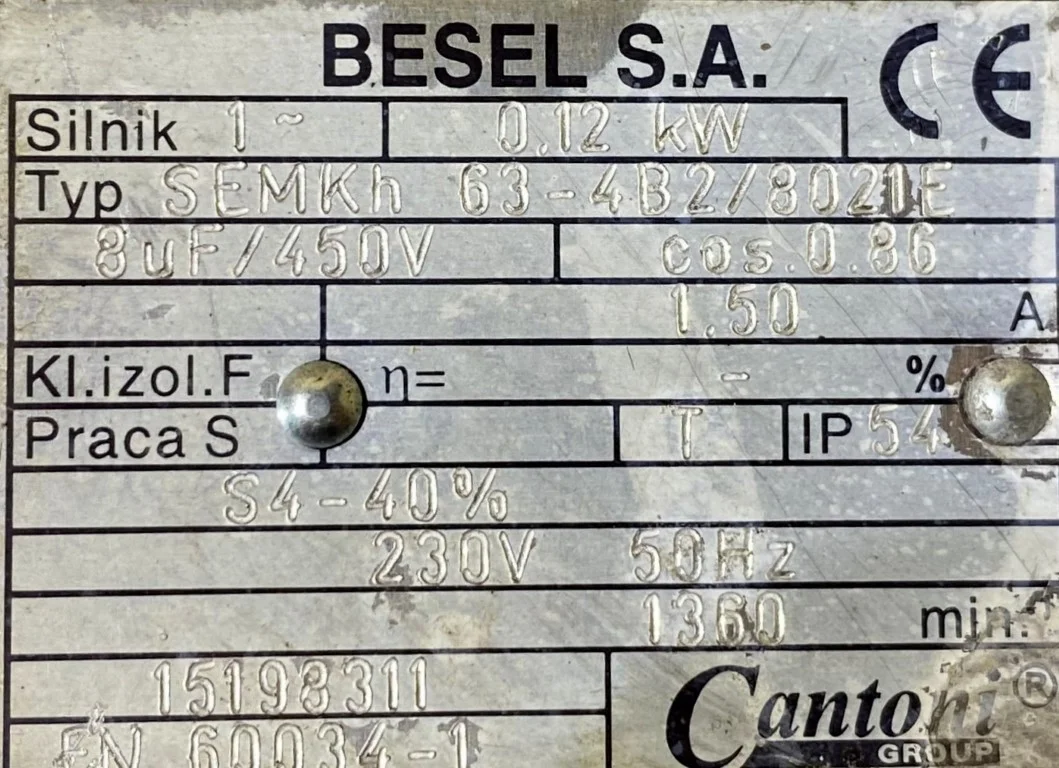 BESEL S.A. CE
Silnik 1~ 0.12 kW
Typ SEMKh 63-4B2/8021E
8uF/450V cos.0.86
1.50 A
Kl.izol.F η= - %
Praca S T IP 54
S4-40%
230V 50Hz
1360 min.
15198311
EN 60034-1
Cantoni ®
GROUP